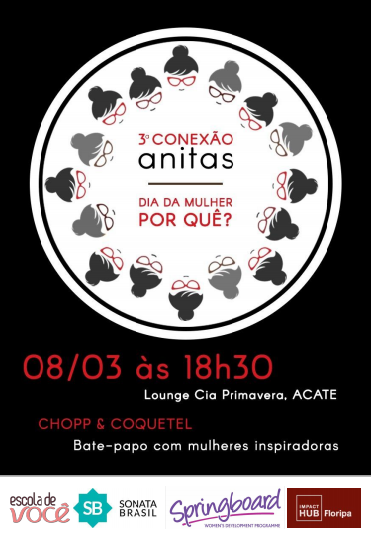 3ª CONEXÃO
anitas
DIA DA MULHER
POR QUÊ?
08/03 às 18h30
Lounge Cia Primavera, ACATE
CHOPP & COQUETEL
Bate-papo com mulheres inspiradoras
escola de
você
SB
SONATA
BRASIL
Springboard
WOMEN'S DEVELOPMENT PROGRAMME
IMPACT
HUB Floripa